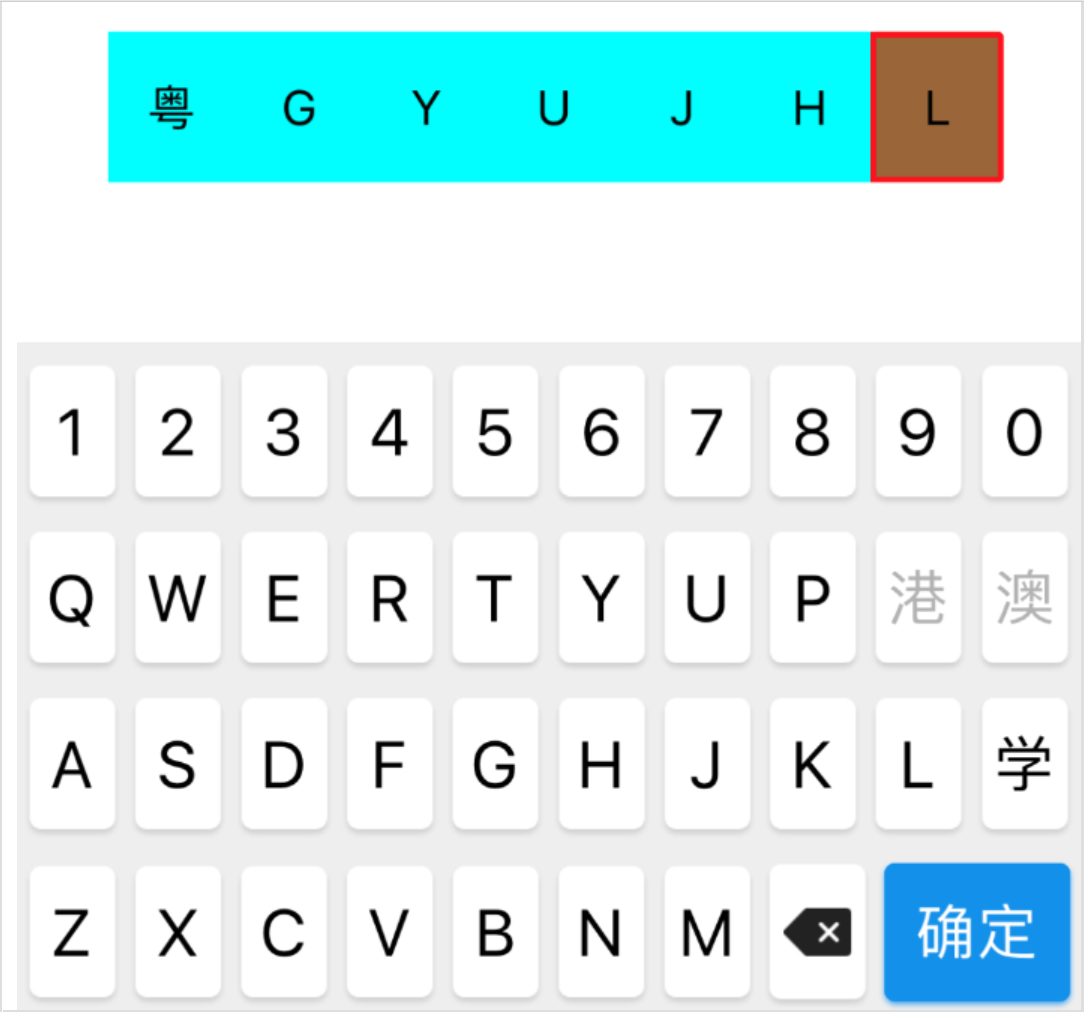 粤 G Y U J H L
1 2 3 4 5 6 7 8 9 0
Q W E R T Y U P 港 澳
A S D F G H J K L 学
Z X C V B N M 确定